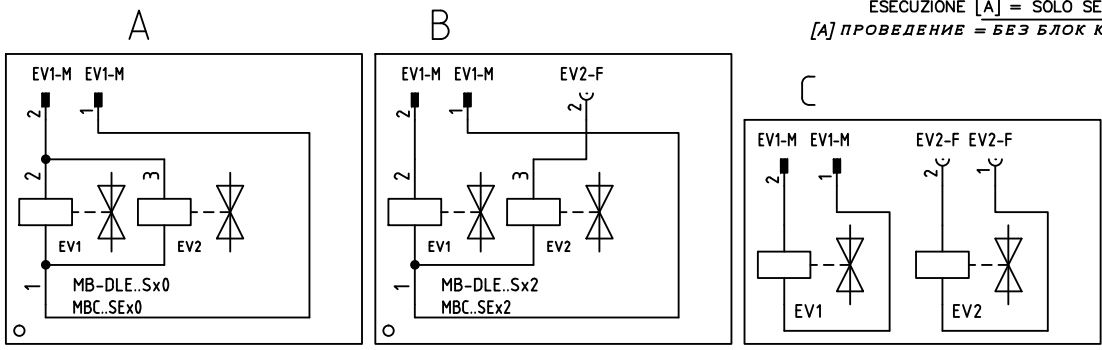 ESECUZIONE [A] = SOLO SE
[A] ПРОВЕДЕНИЕ = БЕЗ БЛОК К
A
B
C
EV1-M EV1-M
2
1
2
3
EV1
EV2
1
MB-DLE..Sx0
MBC..SEx0
EV1-M EV1-M EV2-F
2
1
2
2
3
EV1
EV2
1
MB-DLE..Sx2
MBC..SEx2
EV1-M EV1-M EV2-F EV2-F
2
1
2
1
EV1
EV2